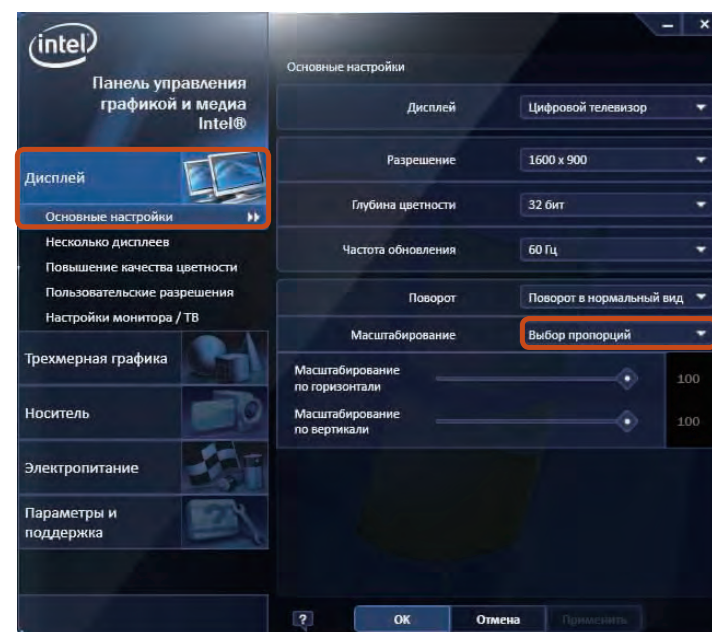 intel
Панель управления
графикой и медиа
Intel®
Дисплей
Основные настройки
Несколько дисплеев
Повышение качества цветности
Пользовательские разрешения
Настройки монитора / ТВ
Трехмерная графика
Носитель
Электропитание
Параметры и
поддержка
Основные настройки
Дисплей Цифровой телевизор
Разрешение 1600 x 900
Глубина цветности 32 бит
Частота обновления 60 Гц
Поворот Поворот в нормальный вид
Масштабирование Выбор пропорций
Масштабирование
по горизонтали 100
Масштабирование
по вертикали 100
? ОК Отмена Применить